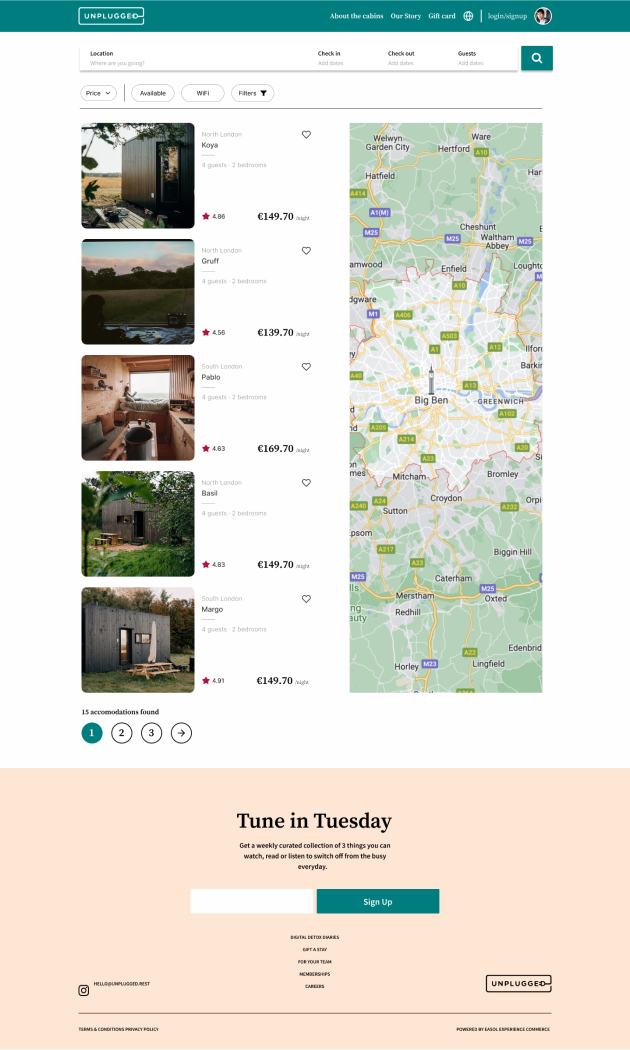 UNPLUGGED
About the cabins Our Story Gift card login/signup
Location Check in Check out Guests
Where are you going? Add dates Add dates Add dates
Price Available WiFi Filters
North London
Koya
4 guests · 2 bedrooms
4.86 €149.70 /night
North London
Gruff
4 guests · 2 bedrooms
4.56 €139.70 /night
South London
Pablo
4 guests · 2 bedrooms
4.63 €169.70 /night
North London
Basil
4 guests · 2 bedrooms
4.83 €149.70 /night
South London
Margo
4 guests · 2 bedrooms
4.91 €149.70 /night
Welwyn
Garden City
Ware
Hertford
A10
Har
Hatfield
A414
A1(M)
Cheshunt
M25
M25
Waltham
Abbey
M25
amwood
Enfield
Loughto
M
dgware
A10
M1
A406
A503
A1
A12
Ilfor
Barkin
A40
A13
Big Ben
GREENWICH
A102
nd
A205
A214
A20
A23
on
mes
Mitcham
Bromley
Si
Croydon
A240
A24
Sutton
A232
Orpi
psom
A217
Biggin Hill
A23
M25
Caterham
M25
lls
Merstham
Oxted
ng
auty
Redhill
A22
Edenbrid
Horley
M23
Lingfield
A264
15 accomodations found
1 2 3
Tune in Tuesday
Get a weekly curated collection of 3 things you can
watch, read or listen to switch off from the busy
everyday.
Sign Up
DIGITAL DETOX DIARIES
GIFT A STAY
FOR YOUR TEAM
MEMBERSHIPS
CAREERS
HELLO@UNPLUGGED.REST
UNPLUGGED
TERMS & CONDITIONS PRIVACY POLICY
POWERED BY EASOL EXPERIENCE COMMERCE